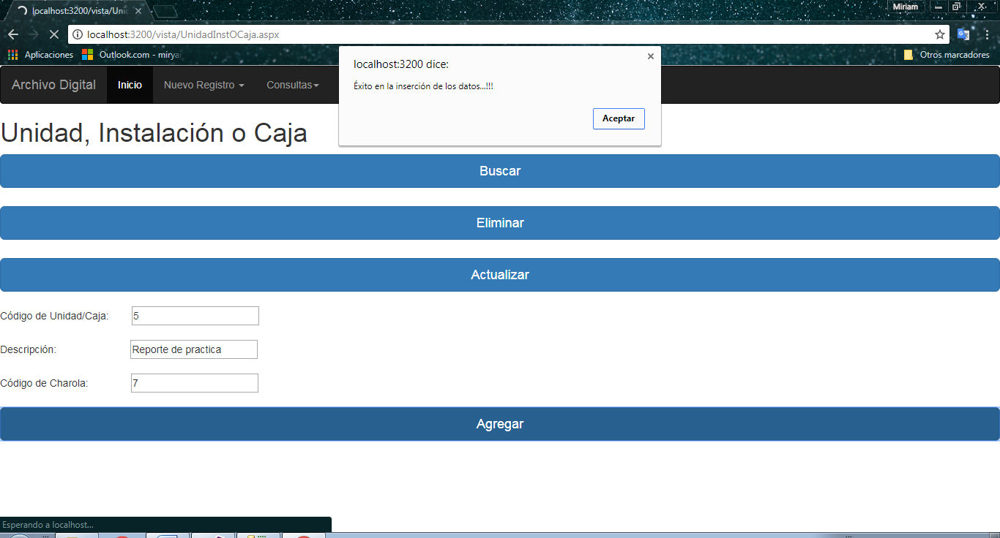 localhost:3200/vista/Uni
Miriam
localhost:3200/vista/UnidadInstOCaja.aspx
Aplicaciones
Outlook.com - mirya
Otros marcadores
Archivo Digital
Inicio
Nuevo Registro
Consultas
localhost:3200 dice:
Éxito en la inserción de los datos...!!!
Aceptar
Unidad, Instalación o Caja
Buscar
Eliminar
Actualizar
Código de Unidad/Caja: 5
Descripción: Reporte de practica
Código de Charola: 7
Agregar
Esperando a localhost...